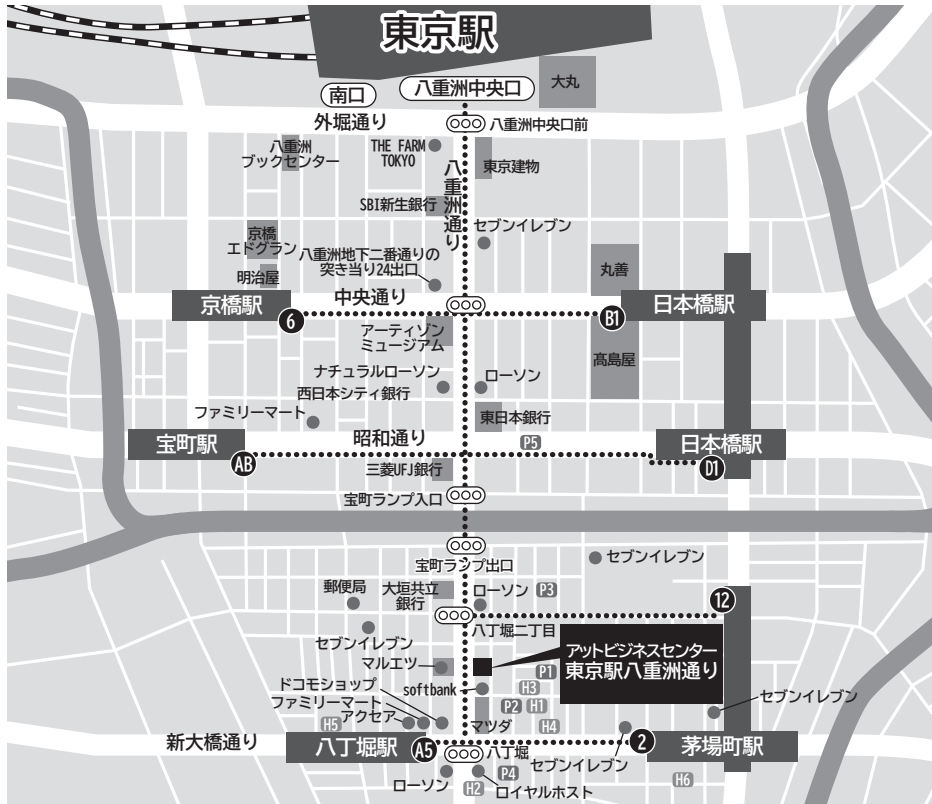 東京駅
大丸
南口
八重洲中央口
外堀通り
八重洲中央口前
八重洲
ブックセンター
THE FARM
TOKYO
八重洲通り
東京建物
SBI新生銀行
セブンイレブン
京橋
エドグラン
八重洲地下二番通りの
突き当り24出口
明治屋
丸善
京橋駅
中央通り
日本橋駅
6
B1
アーティゾン
ミュージアム
髙島屋
ナチュラルローソン
ローソン
西日本シティ銀行
ファミリーマート
東日本銀行
宝町駅
昭和通り
P5
日本橋駅
AB
D1
三菱UFJ銀行
宝町ランプ入口
宝町ランプ出口
セブンイレブン
郵便局
大垣共立
銀行
ローソン
P3
12
八丁堀二丁目
セブンイレブン
マルエツ
アットビジネスセンター
東京駅八重洲通り
P1
ドコモショップ
softbank
H3
セブンイレブン
ファミリーマート
P2
H1
アクセア
H5
マツダ
H4
新大橋通り
八丁堀駅
A5
八丁堀
2
茅場町駅
セブンイレブン
ローソン
P4
H6
H2
ロイヤルホスト